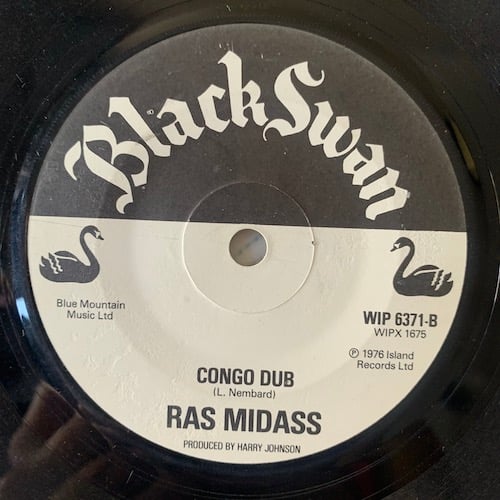 Black Swan
Blue Mountain
Music Ltd
WIP 6371-B
WIPX 1675
℗ 1976 Island
Records Ltd
CONGO DUB
(L. Nembard)
RAS MIDASS
PRODUCED BY HARRY JOHNSON